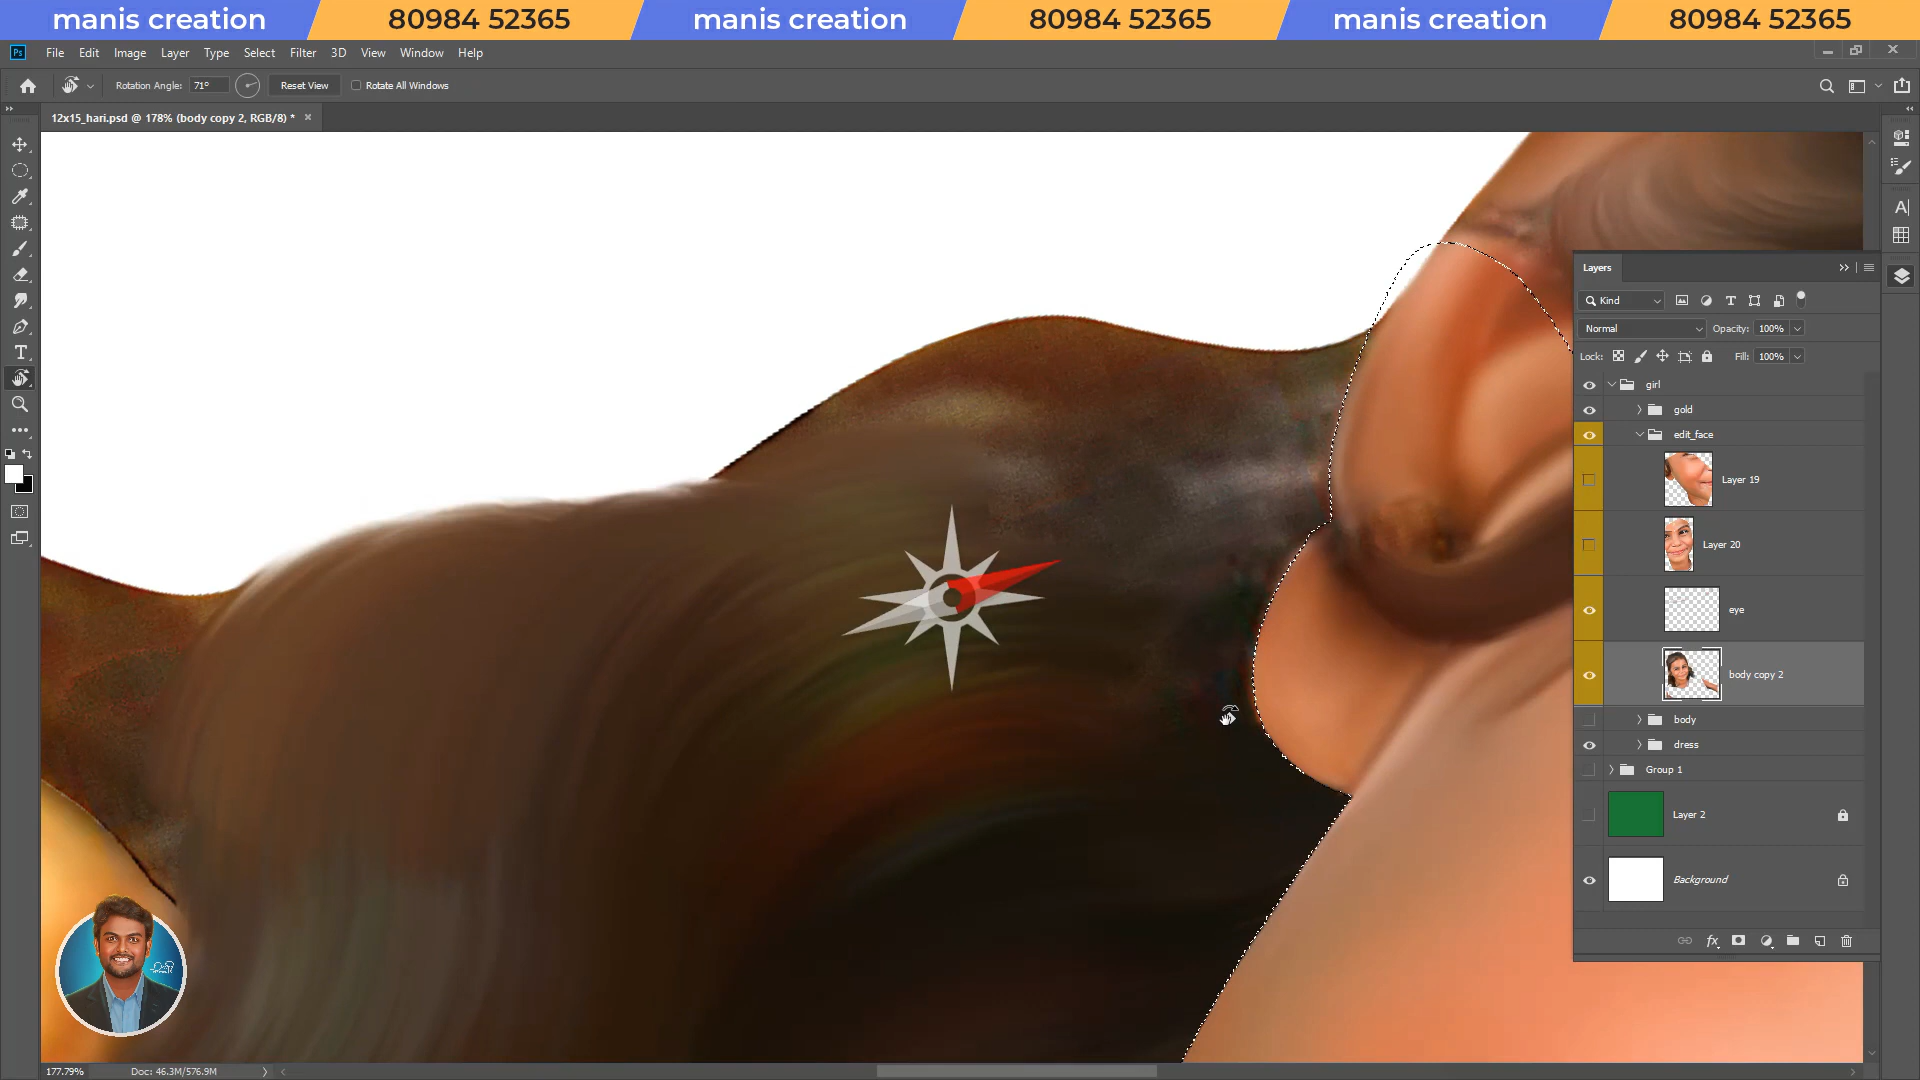 manis creation 80984 52365 manis creation 80984 52365 manis creation 80984 52365
Ps File Edit Image Layer Type Select Filter 3D View Window Help
Rotation Angle: 71° Reset View Rotate All Windows
12x15_hari.psd @ 178% (body copy 2, RGB/8) *
Layers
Kind
Normal Opacity: 100%
Lock: Fill: 100%
girl
gold
edit_face
Layer 19
Layer 20
eye
body copy 2
body
dress
Group 1
Layer 2
Background
177.79% Doc: 46.3M/576.9M